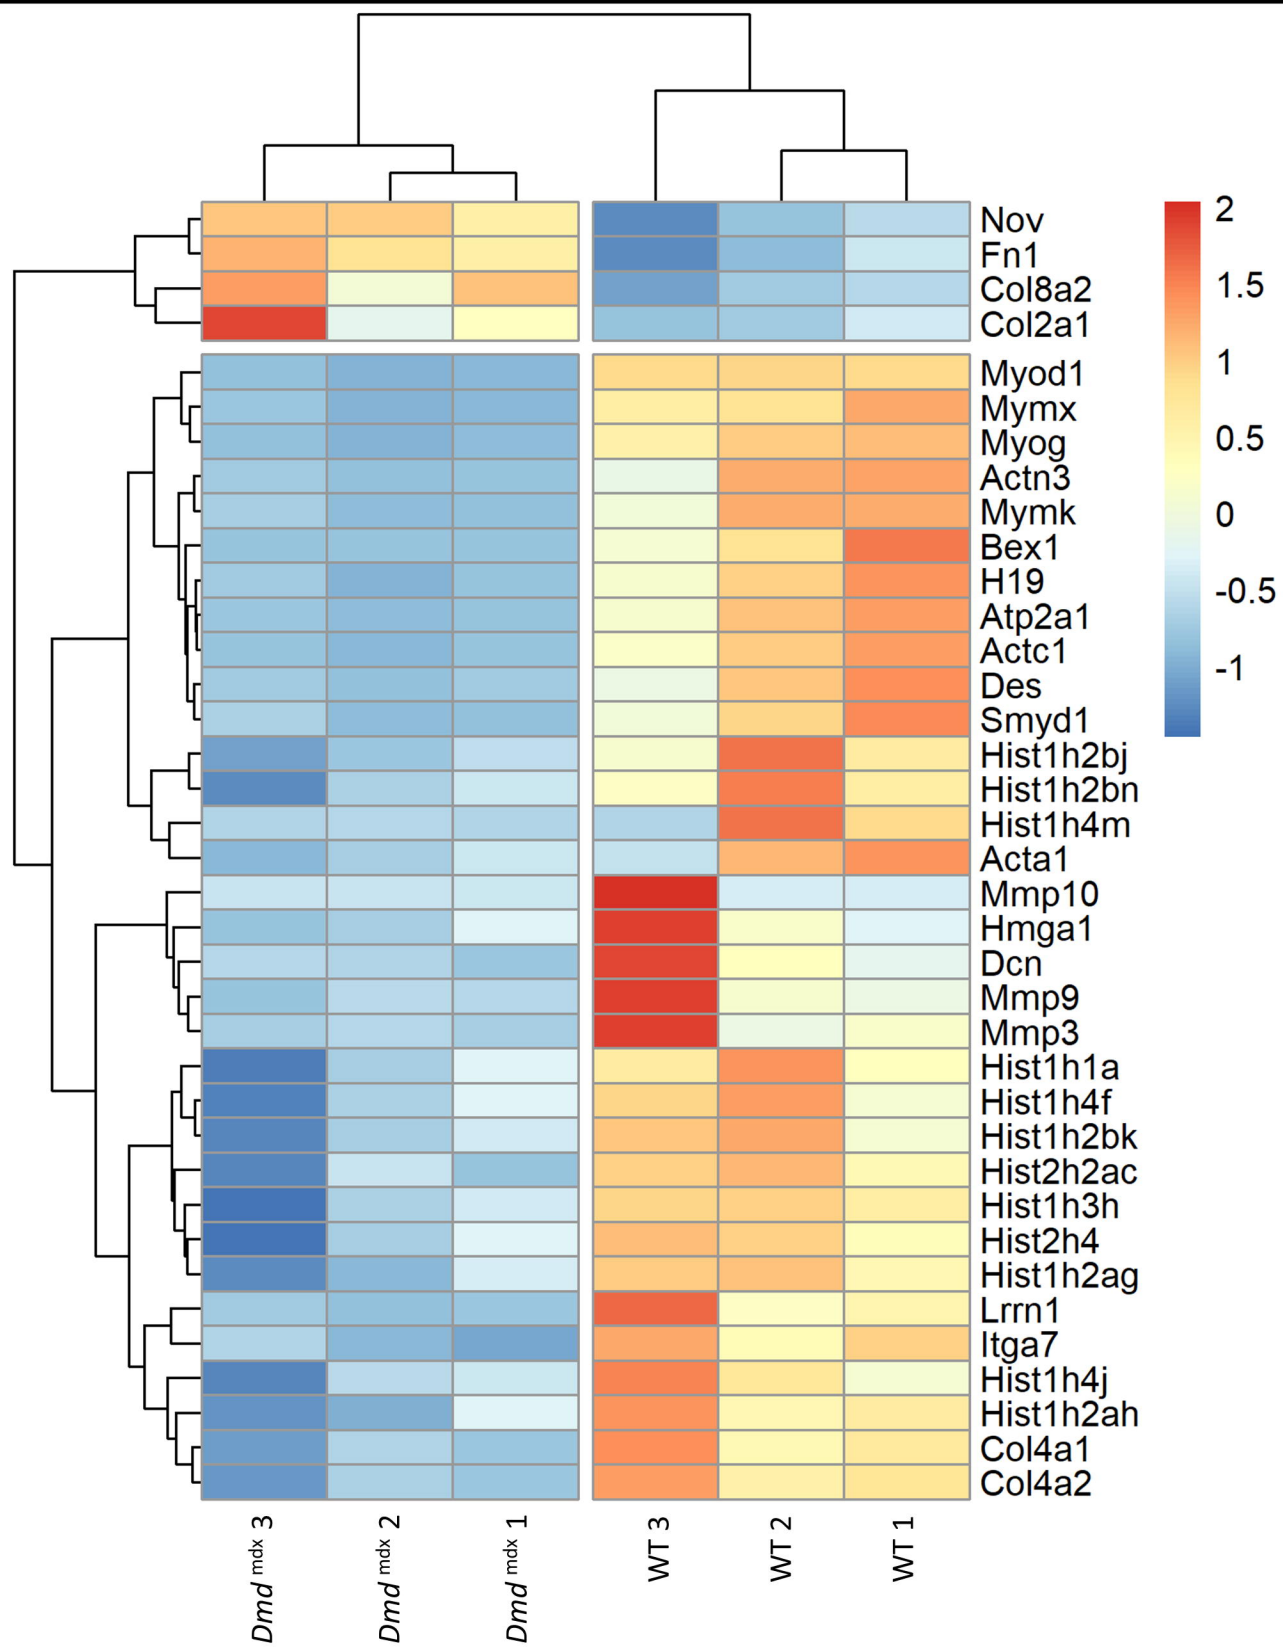 Nov
Fn1
Col8a2
Col2a1
Myod1
Mymx
Myog
Actn3
Mymk
Bex1
H19
Atp2a1
Actc1
Des
Smyd1
Hist1h2bj
Hist1h2bn
Hist1h4m
Acta1
Mmp10
Hmga1
Dcn
Mmp9
Mmp3
Hist1h1a
Hist1h4f
Hist1h2bk
Hist2h2ac
Hist1h3h
Hist2h4
Hist1h2ag
Lrrn1
Itga7
Hist1h4j
Hist1h2ah
Col4a1
Col4a2
2
1.5
1
0.5
0
-0.5
-1
Dmd mdx 3
Dmd mdx 2
Dmd mdx 1
WT 3
WT 2
WT 1